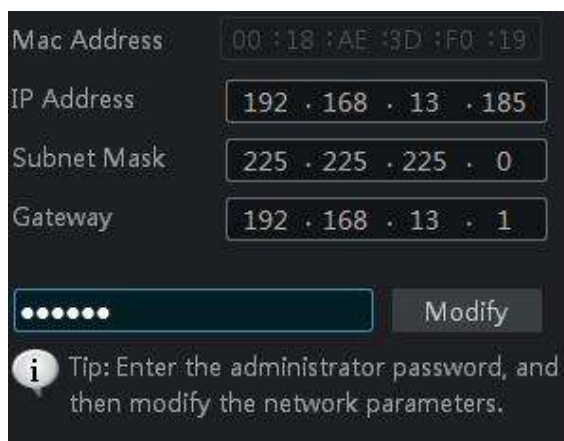 Mac Address 00 :18 :AE :3D :F0 :19
IP Address 192 . 168 . 13 . 185
Subnet Mask 225 . 225 . 225 . 0
Gateway 192 . 168 . 13 . 1
●●●●●● Modify
i Tip: Enter the administrator password, and
then modify the network parameters.